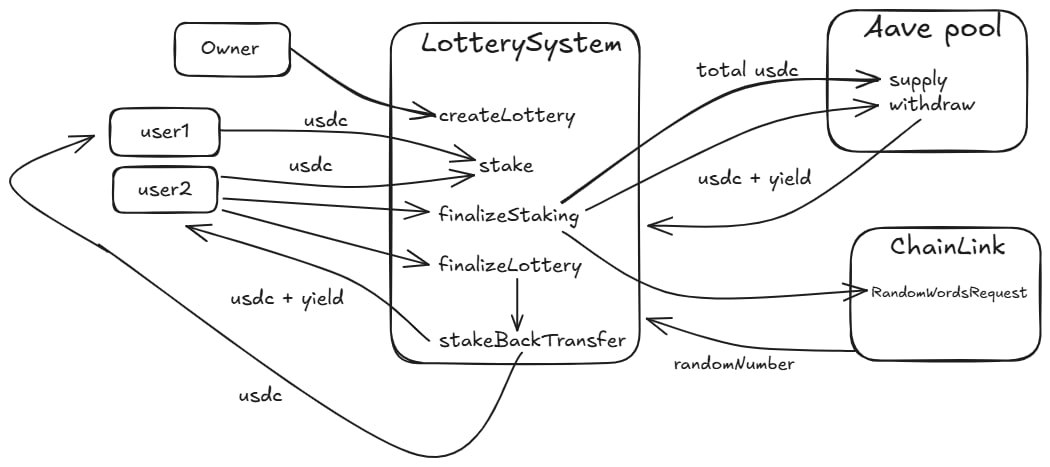 Owner
LotterySystem
Aave pool
total usdc
supply
withdraw
createLottery
user1
usdc
stake
user2
usdc
usdc + yield
finalizeStaking
ChainLink
finalizeLottery
RandomWordsRequest
usdc + yield
stakeBackTransfer
randomNumber
usdc